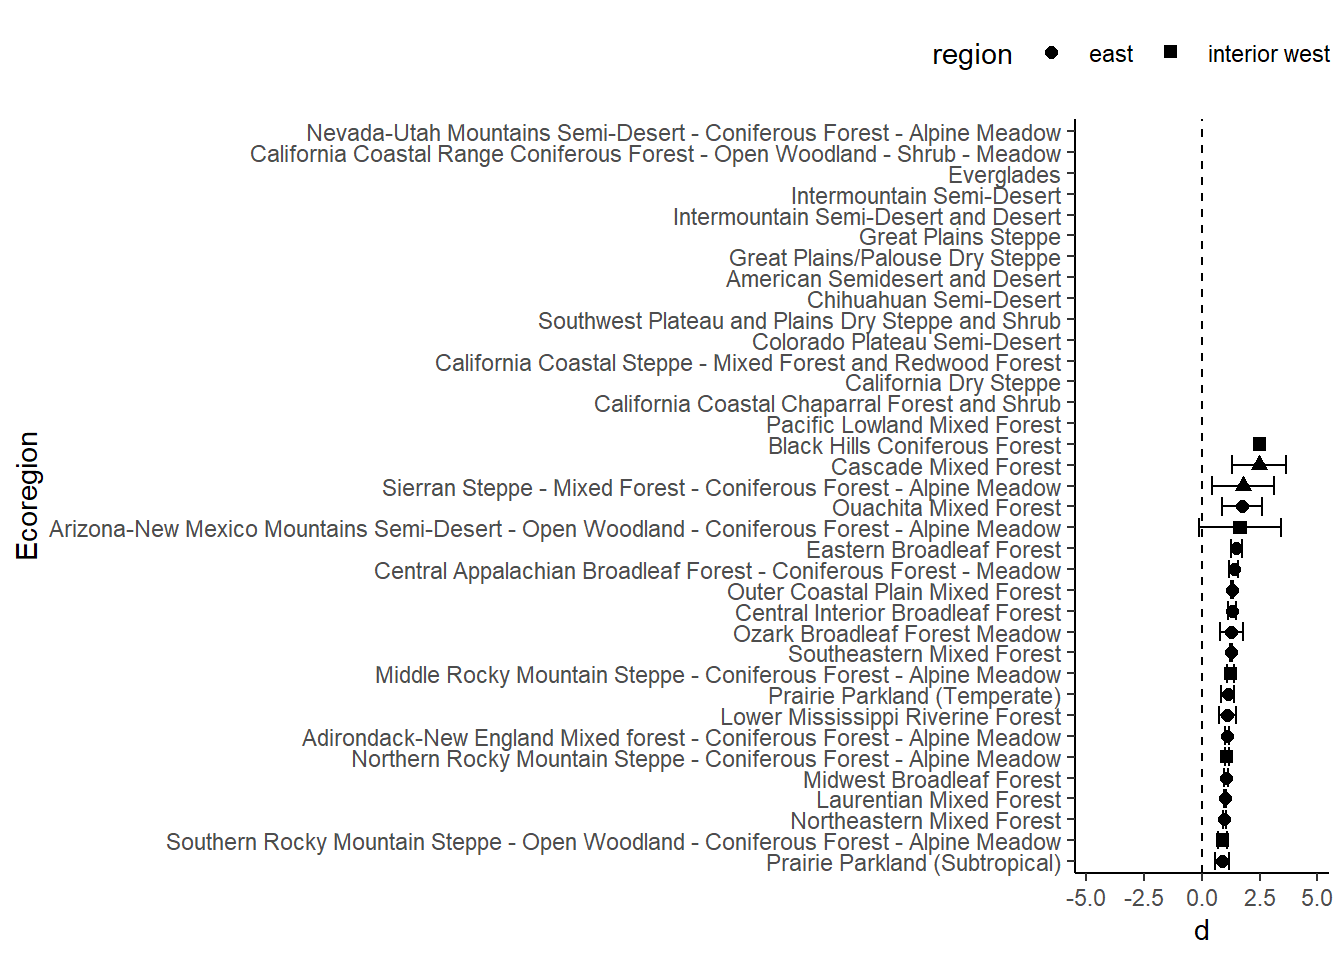 region east interior west
Nevada-Utah Mountains Semi-Desert - Coniferous Forest - Alpine Meadow
California Coastal Range Coniferous Forest - Open Woodland - Shrub - Meadow
Everglades
Intermountain Semi-Desert
Intermountain Semi-Desert and Desert
Great Plains Steppe
Great Plains/Palouse Dry Steppe
American Semidesert and Desert
Chihuahuan Semi-Desert
Southwest Plateau and Plains Dry Steppe and Shrub
Colorado Plateau Semi-Desert
California Coastal Steppe - Mixed Forest and Redwood Forest
California Dry Steppe
California Coastal Chaparral Forest and Shrub
Pacific Lowland Mixed Forest
Black Hills Coniferous Forest
Cascade Mixed Forest
Sierran Steppe - Mixed Forest - Coniferous Forest - Alpine Meadow
Ouachita Mixed Forest
Arizona-New Mexico Mountains Semi-Desert - Open Woodland - Coniferous Forest - Alpine Meadow
Eastern Broadleaf Forest
Central Appalachian Broadleaf Forest - Coniferous Forest - Meadow
Outer Coastal Plain Mixed Forest
Central Interior Broadleaf Forest
Ozark Broadleaf Forest Meadow
Southeastern Mixed Forest
Middle Rocky Mountain Steppe - Coniferous Forest - Alpine Meadow
Prairie Parkland (Temperate)
Lower Mississippi Riverine Forest
Adirondack-New England Mixed forest - Coniferous Forest - Alpine Meadow
Northern Rocky Mountain Steppe - Coniferous Forest - Alpine Meadow
Midwest Broadleaf Forest
Laurentian Mixed Forest
Northeastern Mixed Forest
Southern Rocky Mountain Steppe - Open Woodland - Coniferous Forest - Alpine Meadow
Prairie Parkland (Subtropical)
Ecoregion
-5.0 -2.5 0.0 2.5 5.0
d